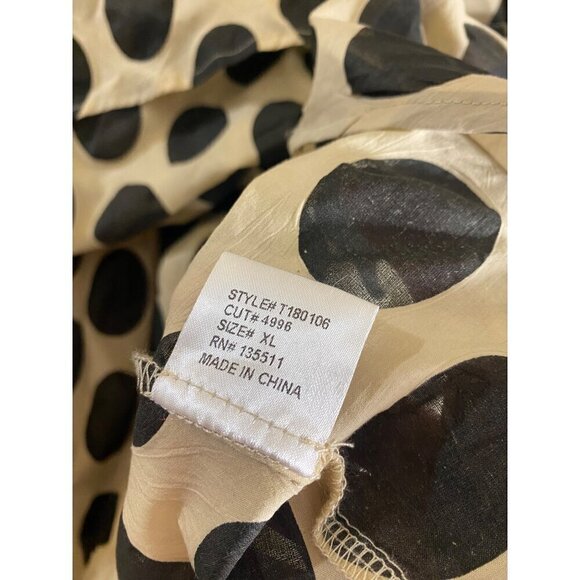 STYLE# T180106
CUT# 4996
SIZE# XL
RN# 135511
MADE IN CHINA